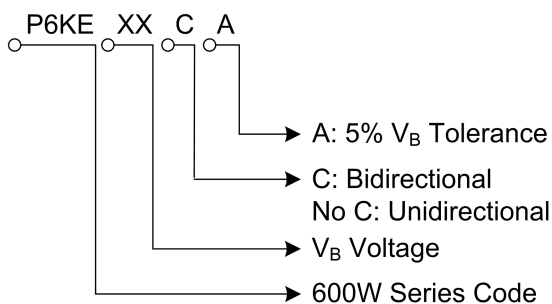 P6KE XX C A
A: 5% VB Tolerance
C: Bidirectional
No C: Unidirectional
VB Voltage
600W Series Code